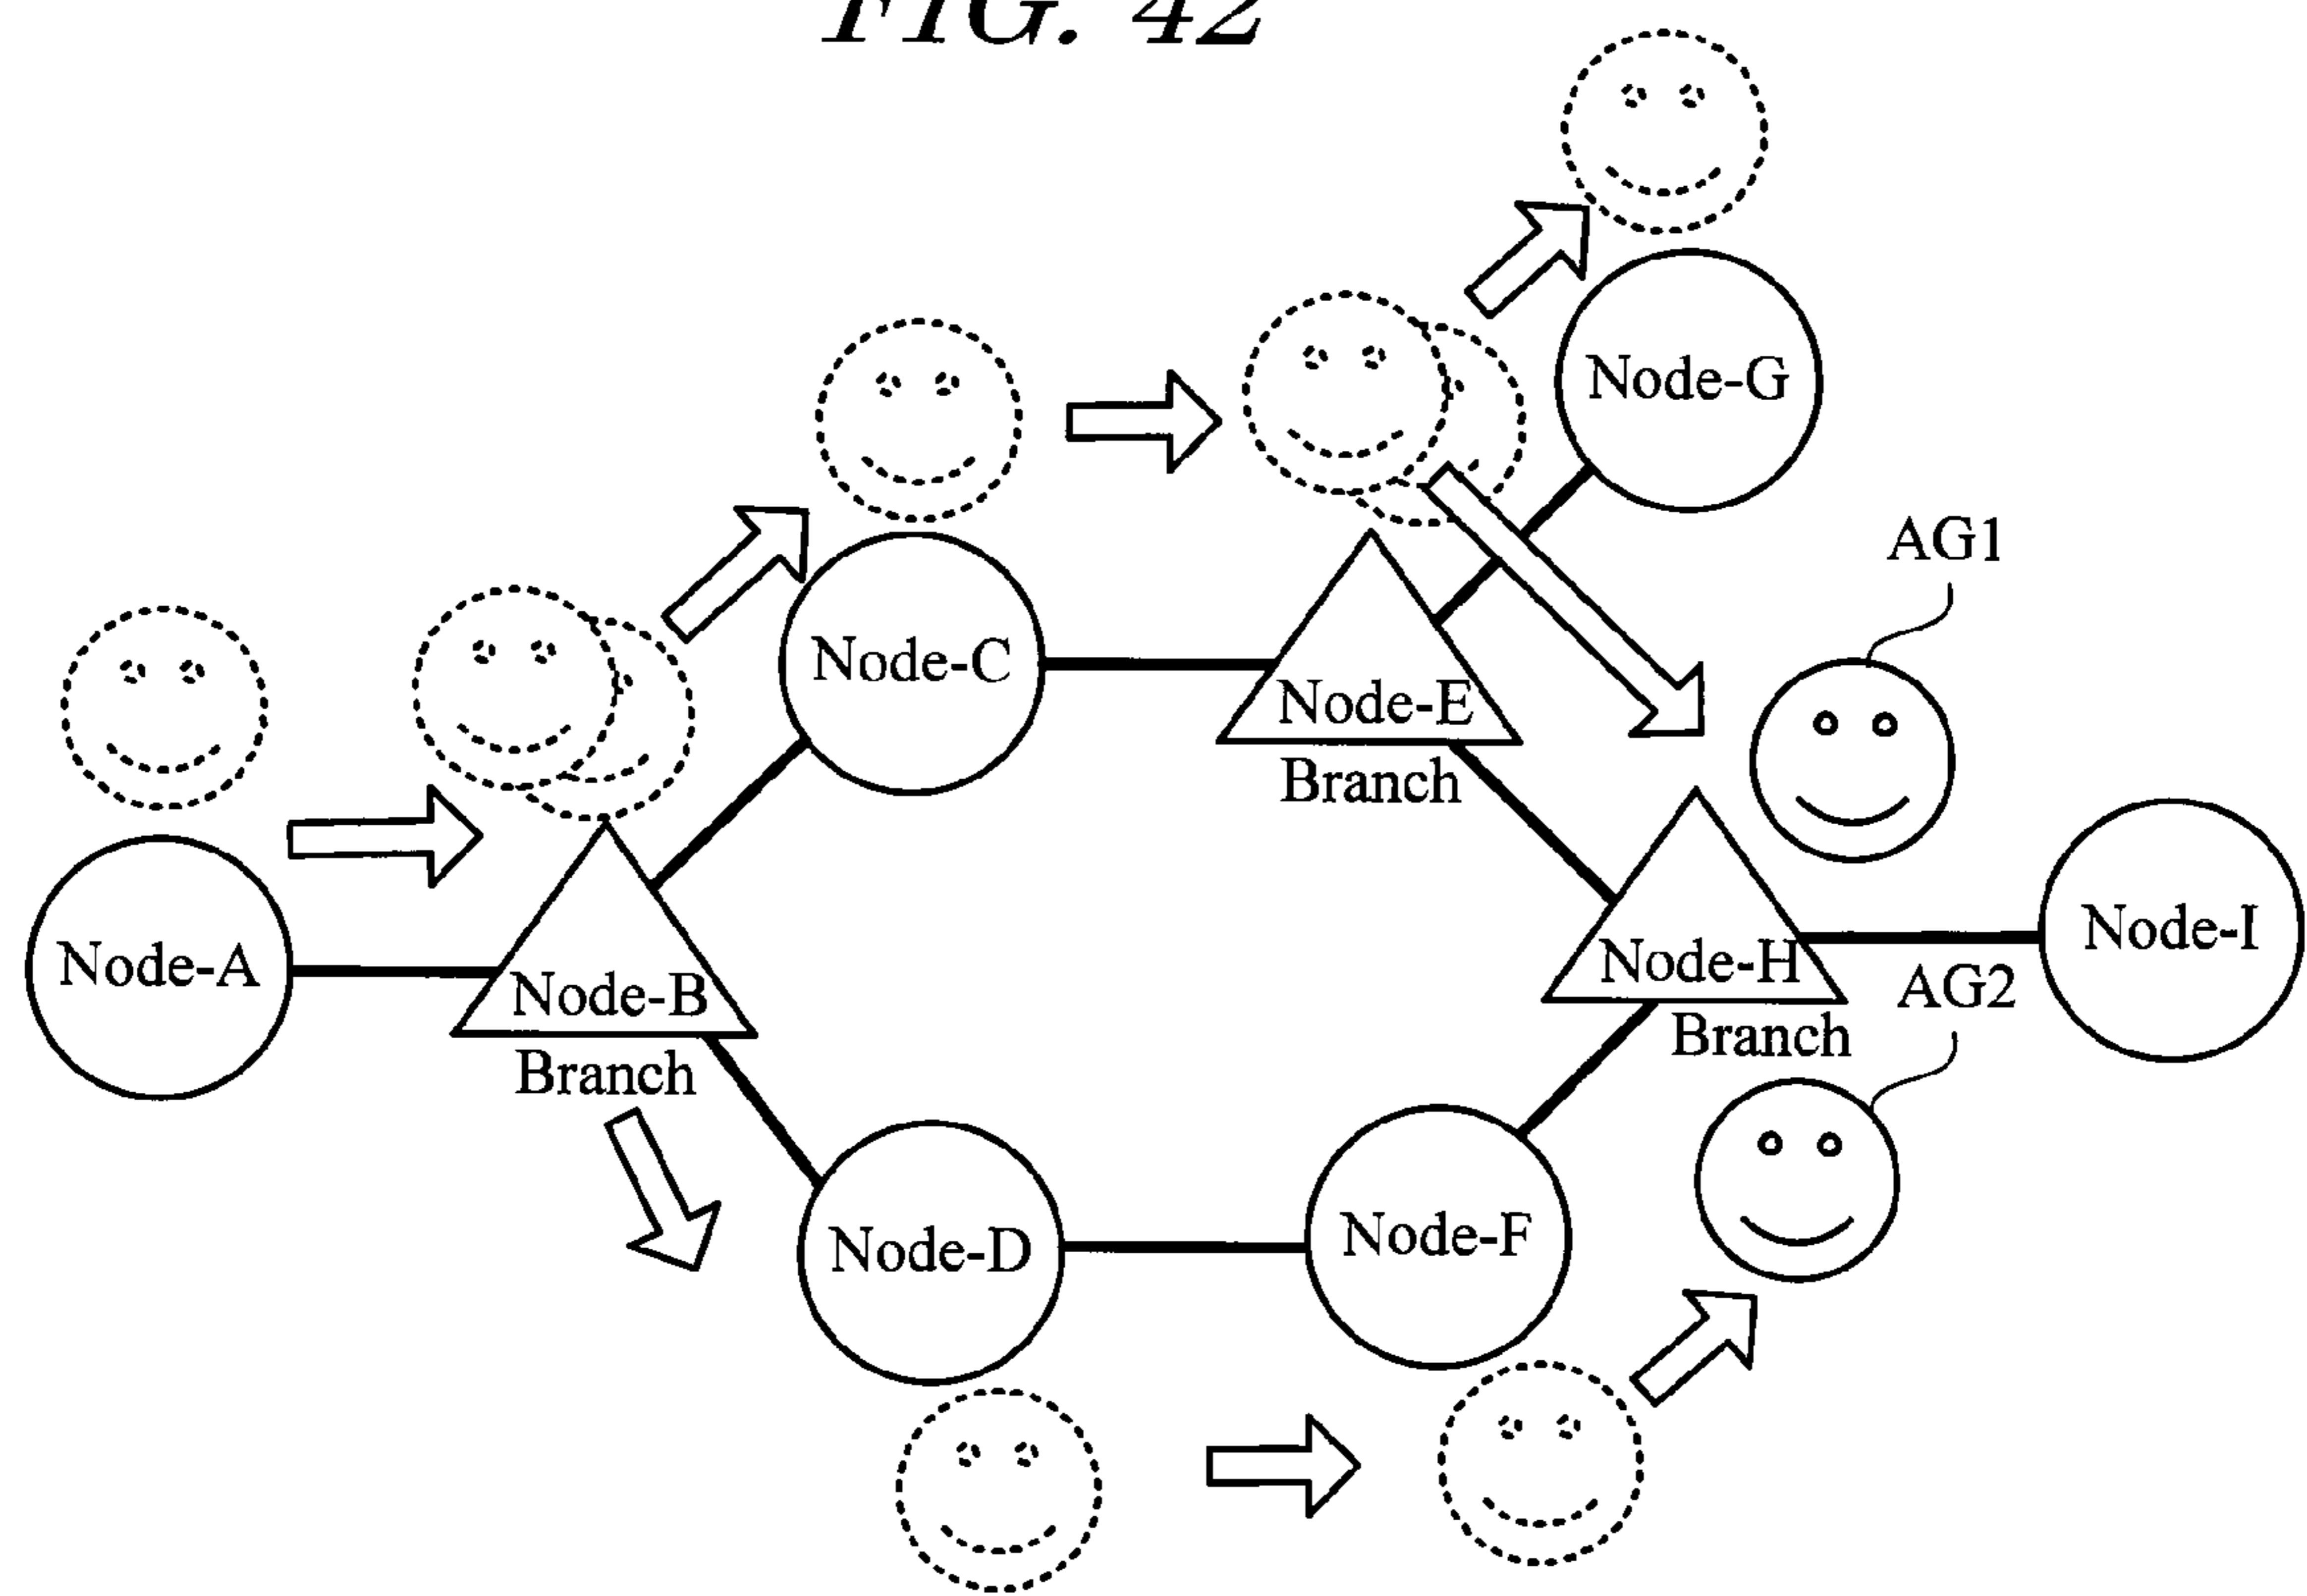 FIG. 42
Node-G
AG1
Node-C
Node-E
Branch
Node-A
Node-B
Branch
Node-H
Branch
Node-I
AG2
Node-D
Node-F